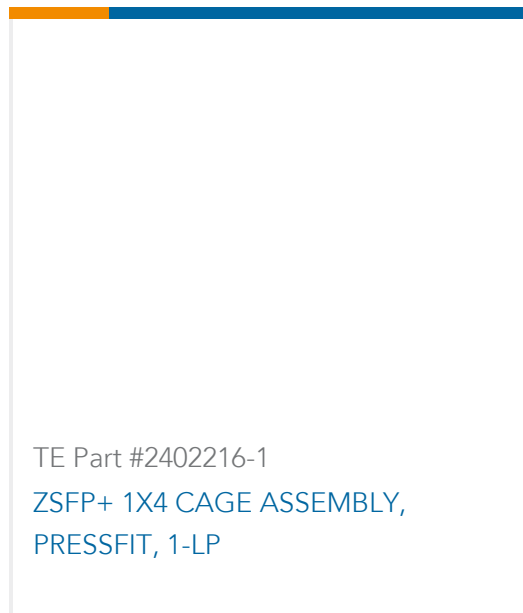 TE Part #2402216-1
ZSFP+ 1X4 CAGE ASSEMBLY,
PRESSFIT, 1-LP